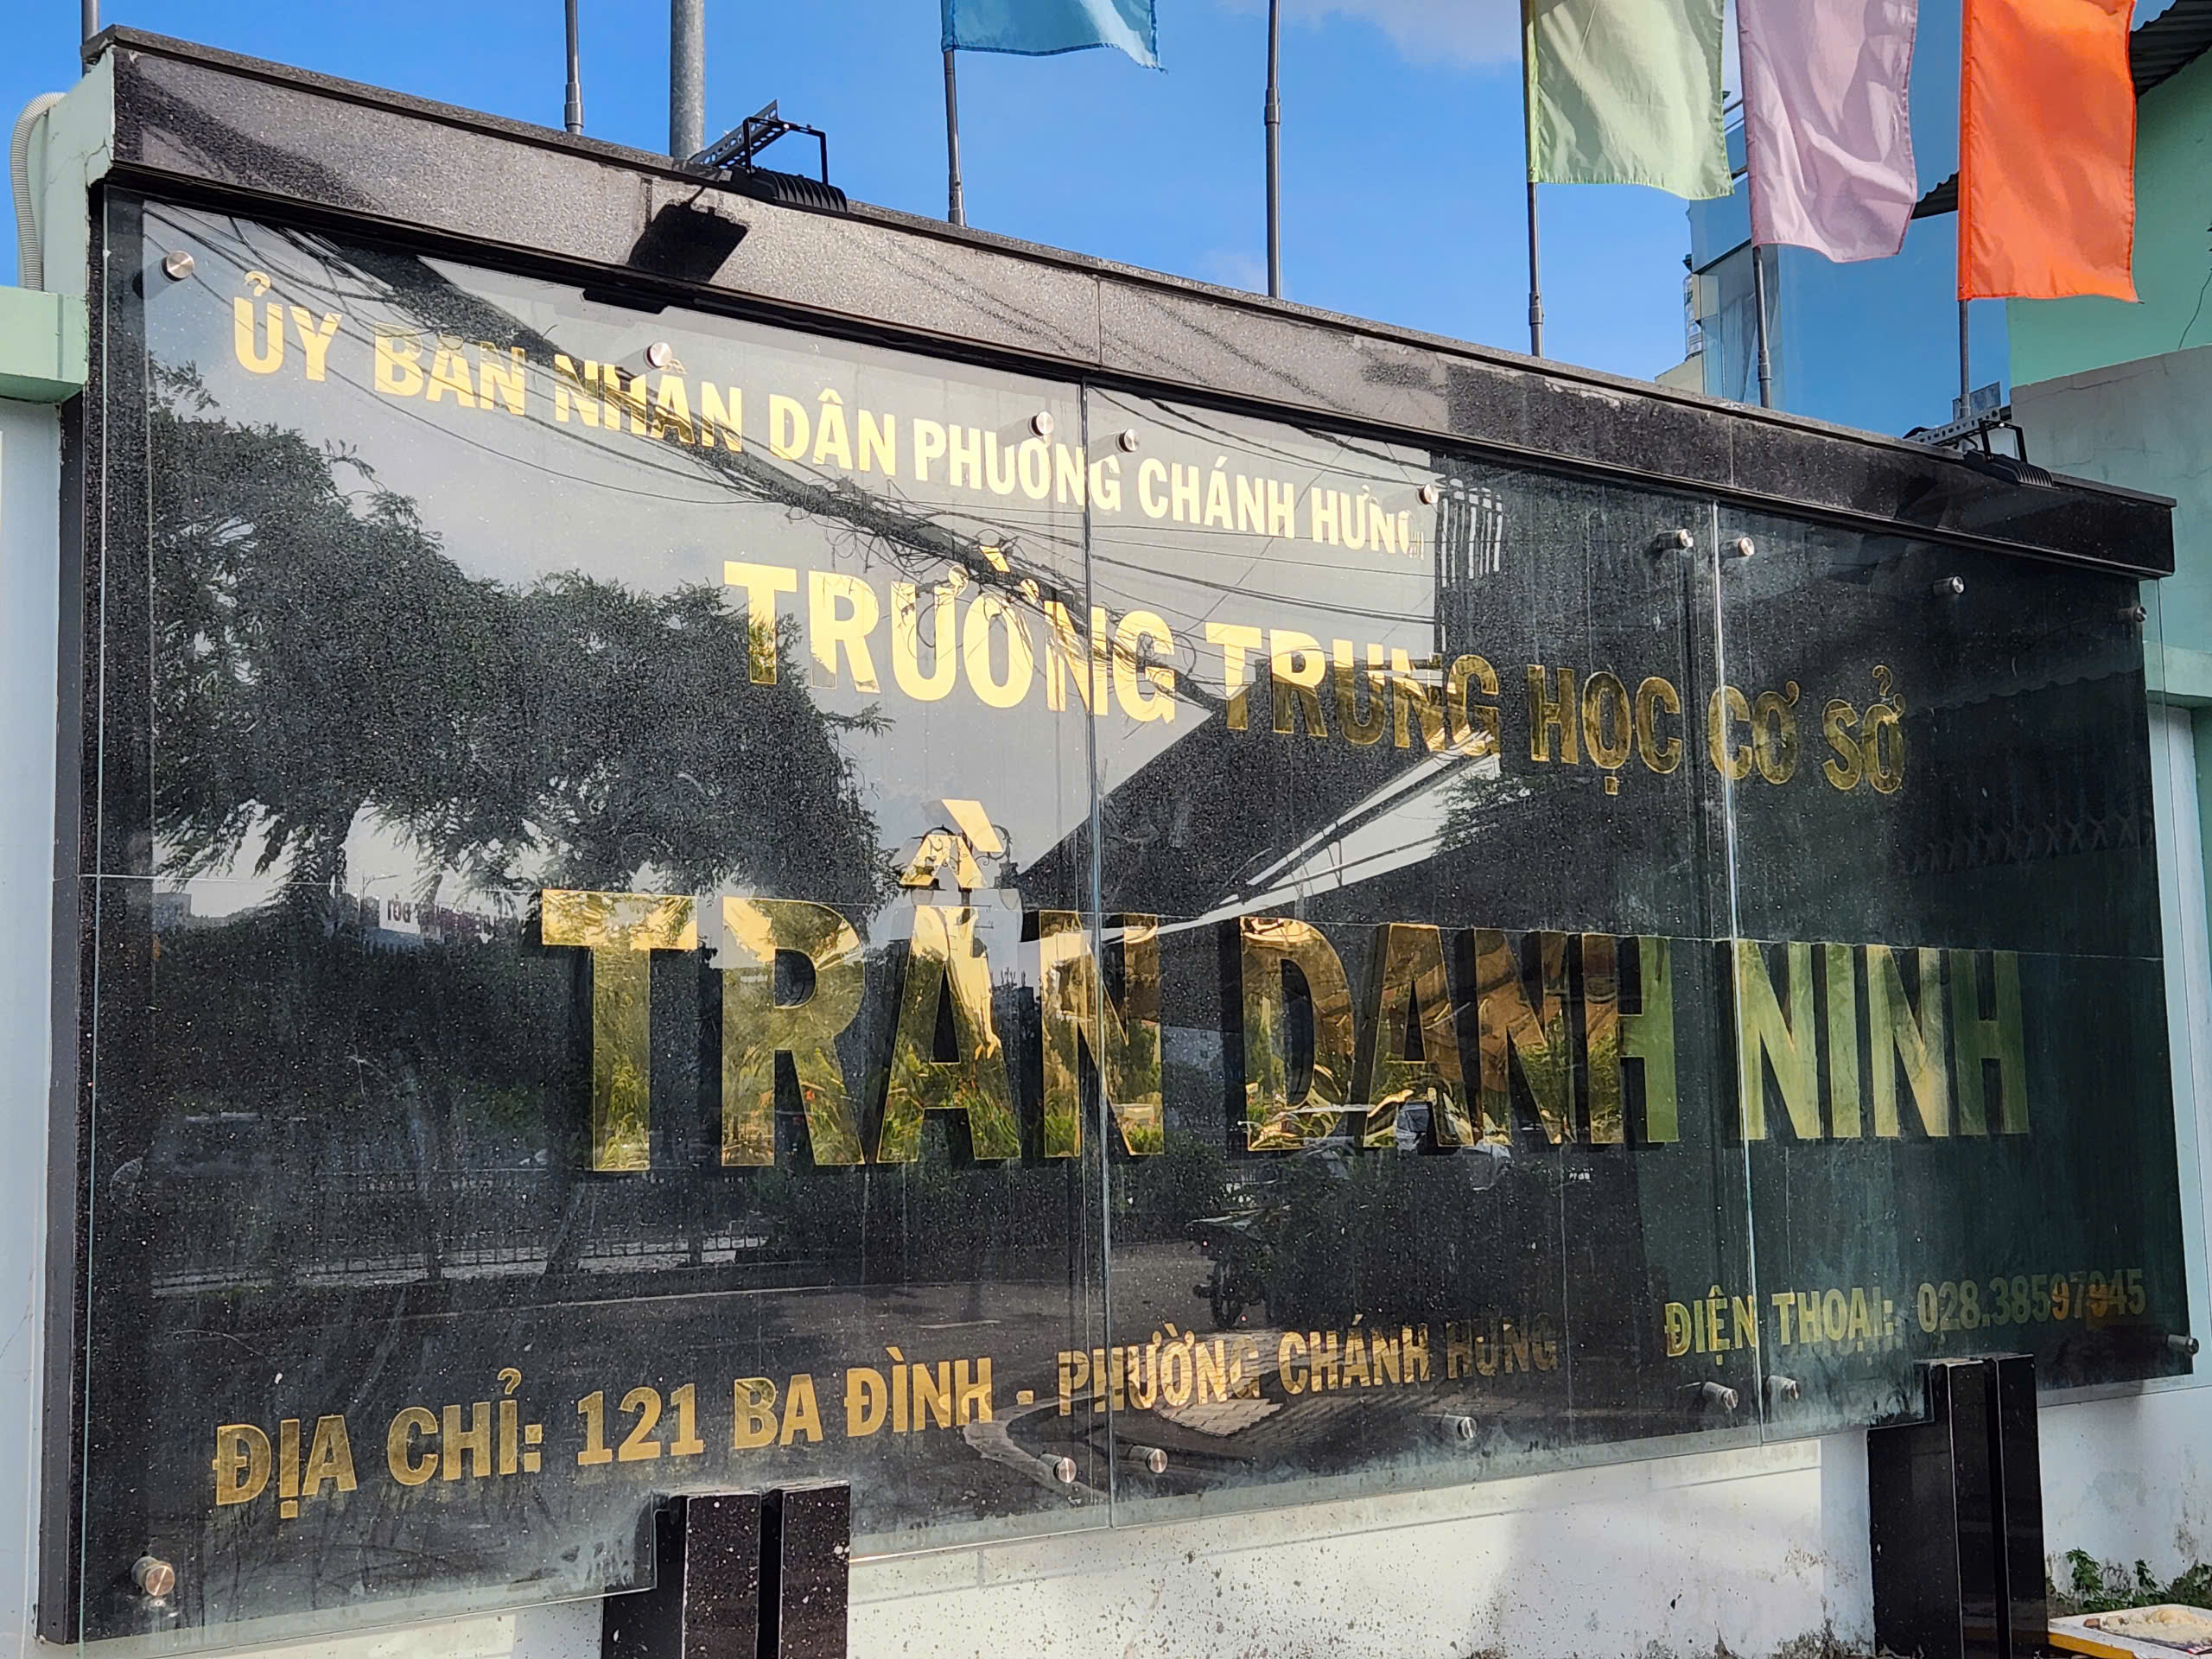 ỦY BAN NHÂN DÂN PHƯỜNG CHÁNH HƯNG
TRƯỜNG TRUNG HỌC CƠ SỞ
TRẦN DANH NINH
ĐỊA CHỈ: 121 BA ĐÌNH - PHƯỜNG CHÁNH HƯNG
ĐIỆN THOẠI: 028.38597945